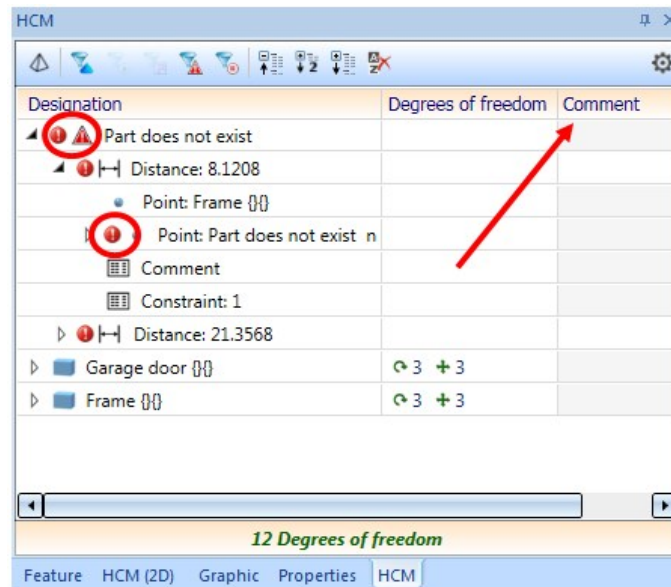 HCM
Designation Degrees of freedom Comment
Part does not exist
Distance: 8.1208
Point: Frame {}{}
Point: Part does not exist n
Comment
Constraint: 1
Distance: 21.3568
Garage door {}{} 3 3
Frame {}{} 3 3
12 Degrees of freedom
Feature HCM (2D) Graphic Properties HCM